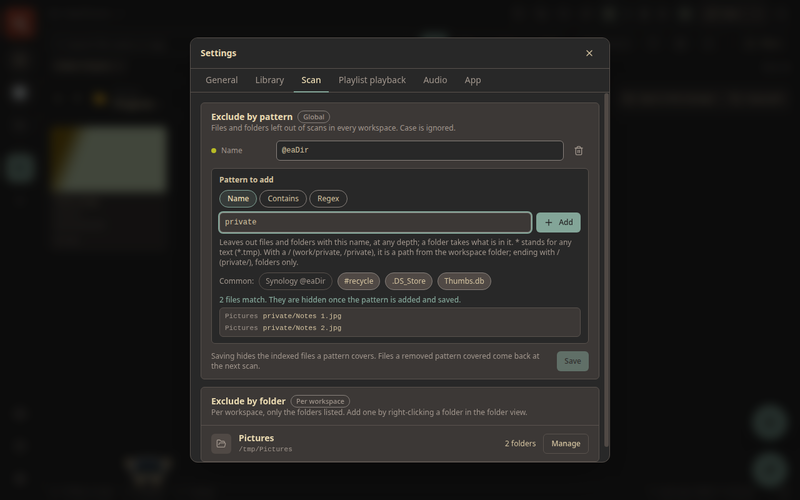 Settings
General Library Scan Playlist playback Audio App
Exclude by pattern Global
Files and folders left out of scans in every workspace. Case is ignored.
Name @eaDir
Pattern to add
Name Contains Regex
private + Add
Leaves out files and folders with this name, at any depth; a folder takes what is in it. * stands for any
text (*.tmp). With a / (work/private, /private), it is a path from the workspace folder; ending with /
(private/), folders only.
Common: Synology @eaDir #recycle .DS_Store Thumbs.db
2 files match. They are hidden once the pattern is added and saved.
Pictures private/Notes 1.jpg
Pictures private/Notes 2.jpg
Saving hides the indexed files a pattern covers. Files a removed pattern covered come back at
the next scan.
Save
Exclude by folder Per workspace
Per workspace, only the folders listed. Add one by right-clicking a folder in the folder view.
Pictures
/tmp/Pictures
2 folders Manage